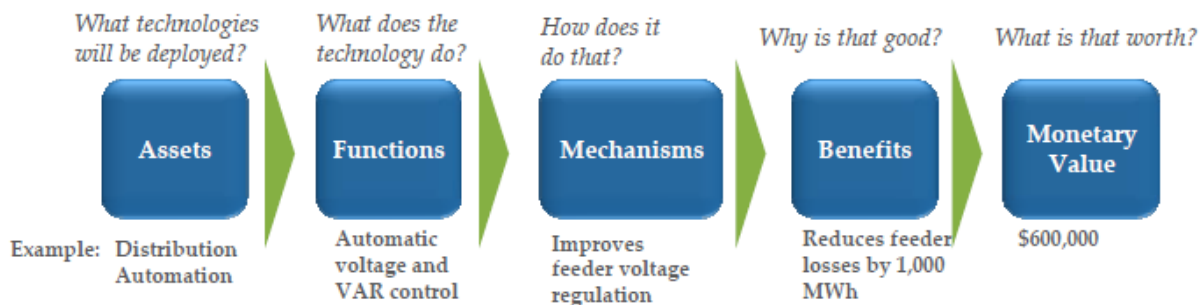 What technologies
will be deployed?
What does the
technology do?
How does it
do that?
Why is that good?
What is that worth?
Assets
Functions
Mechanisms
Benefits
Monetary
Value
Example:
Distribution
Automation
Automatic
voltage and
VAR control
Improves
feeder voltage
regulation
Reduces feeder
losses by 1,000
MWh
$600,000